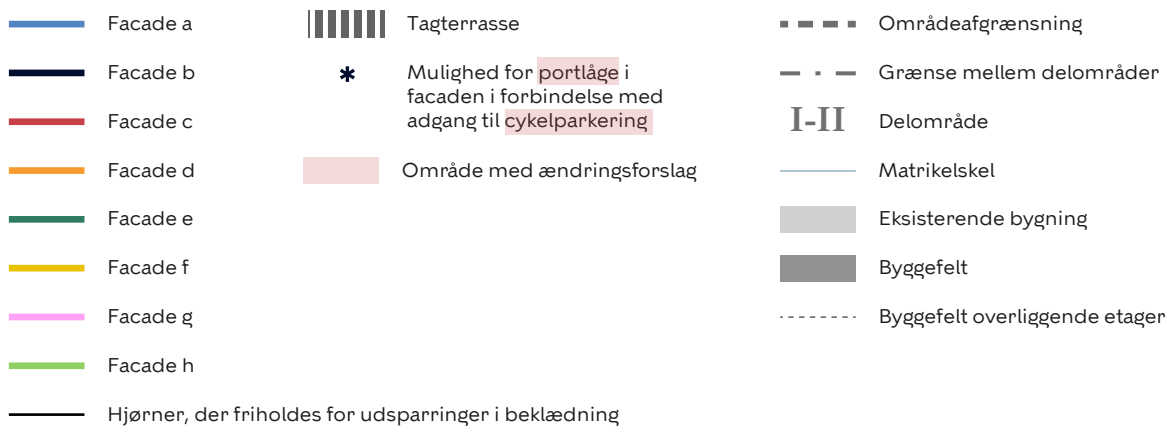 Facade a
Facade b
Facade c
Facade d
Facade e
Facade f
Facade g
Facade h
Hjørner, der friholdes for udsparringer i beklædning
Tagterrasse
*
Mulighed for portlåge i
facaden i forbindelse med
adgang til cykelparkering
Område med ændringsforslag
Områdeafgrænsning
Grænse mellem delområder
I-II Delområde
Matrikelskel
Eksisterende bygning
Byggefelt
Byggefelt overliggende etager